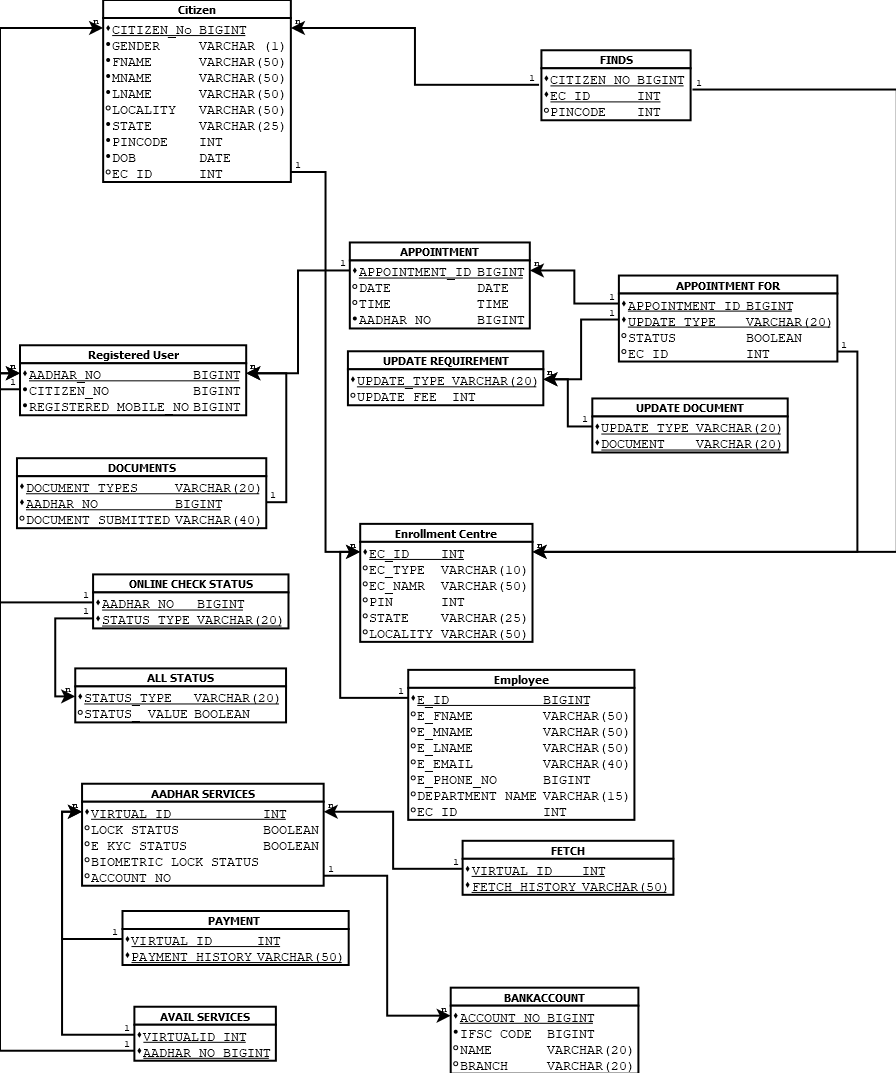 Citizen
n
n
CITIZEN_No BIGINT
GENDER VARCHAR (1)
FNAME VARCHAR(50)
MNAME VARCHAR(50)
LNAME VARCHAR(50)
LOCALITY VARCHAR(50)
STATE VARCHAR(25)
PINCODE INT
DOB DATE
EC_ID INT
1
FINDS
1
1
CITIZEN_NO BIGINT
EC_ID INT
PINCODE INT
APPOINTMENT
1
n
APPOINTMENT_ID BIGINT
DATE DATE
TIME TIME
AADHAR_NO BIGINT
APPOINTMENT FOR
1
APPOINTMENT_ID BIGINT
1
UPDATE_TYPE VARCHAR(20)
STATUS BOOLEAN
EC_ID INT
1
Registered User
n
n
AADHAR_NO BIGINT
1
CITIZEN_NO BIGINT
REGISTERED_MOBILE_NO BIGINT
UPDATE REQUIREMENT
n
UPDATE_TYPE VARCHAR(20)
UPDATE_FEE INT
UPDATE DOCUMENT
1
UPDATE_TYPE VARCHAR(20)
DOCUMENT VARCHAR(20)
DOCUMENTS
DOCUMENT_TYPES VARCHAR(20)
AADHAR_NO BIGINT
1
DOCUMENT_SUBMITTED VARCHAR(40)
Enrollment Centre
n
n
EC_ID INT
EC_TYPE VARCHAR(10)
EC_NAMR VARCHAR(50)
PIN INT
STATE VARCHAR(25)
LOCALITY VARCHAR(50)
ONLINE CHECK STATUS
1
AADHAR_NO BIGINT
1
STATUS_TYPE VARCHAR(20)
ALL STATUS
n
STATUS_TYPE VARCHAR(20)
STATUS_ VALUE BOOLEAN
Employee
1
E_ID BIGINT
E_FNAME VARCHAR(50)
E_MNAME VARCHAR(50)
E_LNAME VARCHAR(50)
E_EMAIL VARCHAR(40)
E_PHONE_NO BIGINT
DEPARTMENT_NAME VARCHAR(15)
EC_ID INT
AADHAR SERVICES
n
n
VIRTUAL_ID INT
LOCK_STATUS BOOLEAN
E_KYC_STATUS BOOLEAN
BIOMETRIC_LOCK_STATUS
ACCOUNT_NO
1
FETCH
1
VIRTUAL_ID INT
FETCH_HISTORY VARCHAR(50)
PAYMENT
1
VIRTUAL_ID INT
PAYMENT_HISTORY VARCHAR(50)
AVAIL SERVICES
1
VIRTUALID INT
1
AADHAR_NO BIGINT
BANKACCOUNT
n
ACCOUNT_NO BIGINT
IFSC_CODE BIGINT
NAME VARCHAR(20)
BRANCH VARCHAR(20)